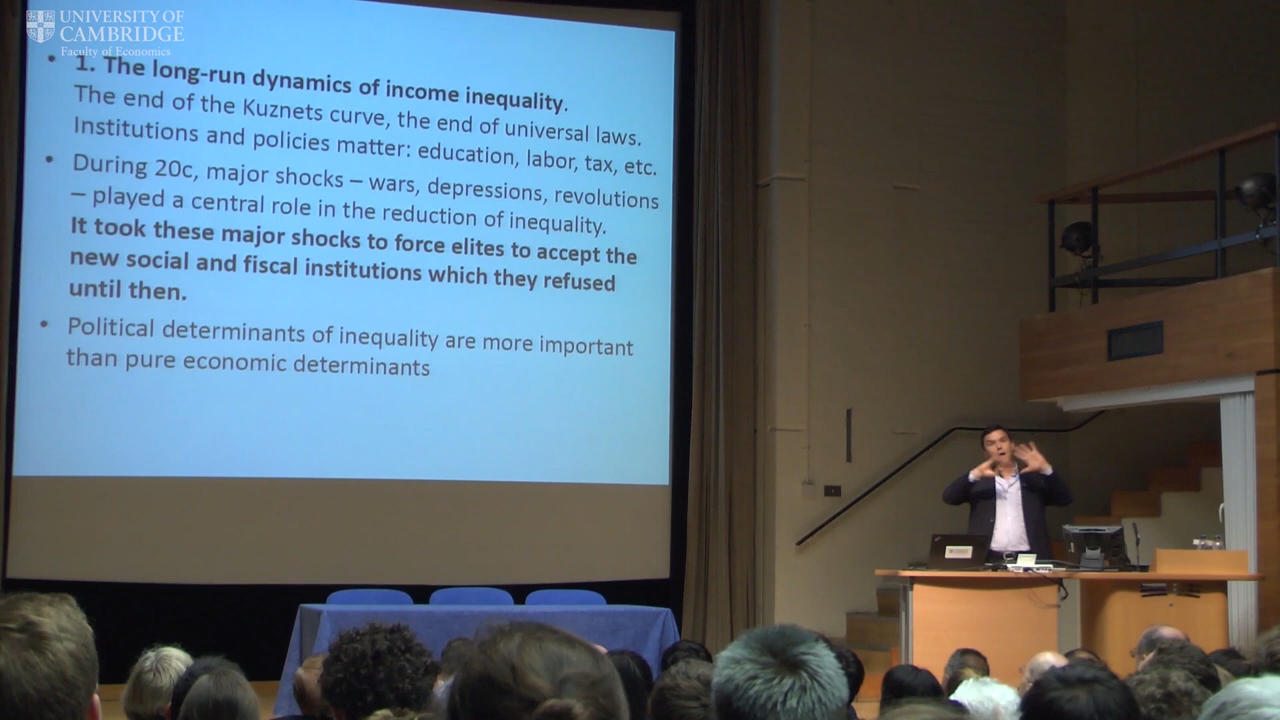 UNIVERSITY OF
CAMBRIDGE
Faculty of Economics
• 1. The long-run dynamics of income inequality.
The end of the Kuznets curve, the end of universal laws.
Institutions and policies matter: education, labor, tax, etc.
• During 20c, major shocks – wars, depressions, revolutions
– played a central role in the reduction of inequality.
It took these major shocks to force elites to accept the
new social and fiscal institutions which they refused
until then.
• Political determinants of inequality are more important
than pure economic determinants